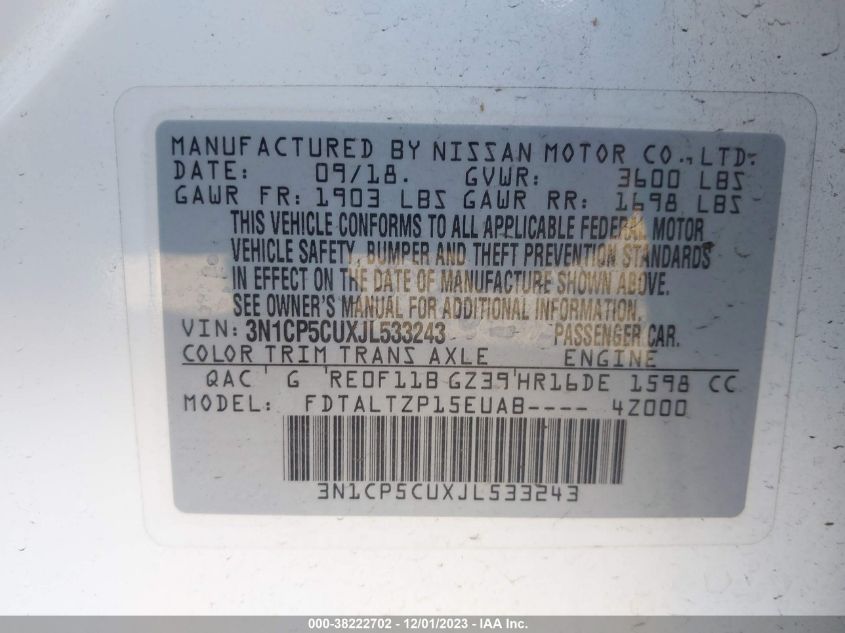 MANUFACTURED BY NISSAN MOTOR CO., LTD.
DATE: 09/18. GVWR: 3600 LBS
GAWR FR: 1903 LBS GAWR RR: 1698 LBS
THIS VEHICLE CONFORMS TO ALL APPLICABLE FEDERAL MOTOR
VEHICLE SAFETY, BUMPER AND THEFT PREVENTION STANDARDS
IN EFFECT ON THE DATE OF MANUFACTURE SHOWN ABOVE.
SEE OWNER'S MANUAL FOR ADDITIONAL INFORMATION.
VIN: 3N1CP5CUXJL533243 PASSENGER CAR.
COLOR TRIM TRANS AXLE ENGINE
QAC G RE0F11B GZ39 HR16DE 1598 CC
MODEL: FDTALTZP15EUAB---- 4Z000
3N1CP5CUXJL533243
000-38222702 - 12/01/2023 - IAA Inc.